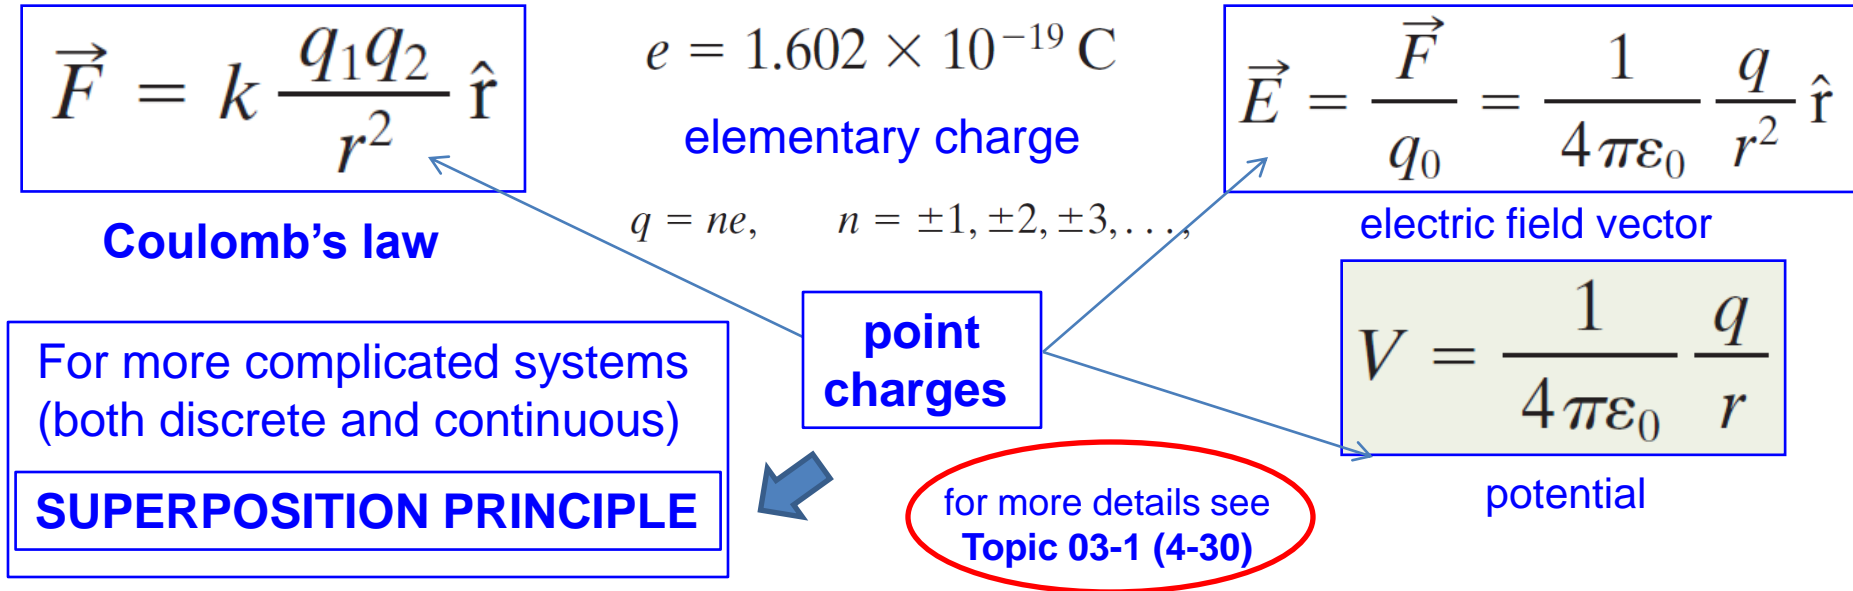 F⃗ = k q₁q₂ / r² r̂
Coulomb's law
e = 1.602 × 10⁻¹⁹ C
elementary charge
q = ne, n = ±1, ±2, ±3, . . . ,
E⃗ = F⃗ / q₀ = 1 / 4πε₀ q / r² r̂
electric field vector
point
charges
V = 1 / 4πε₀ q / r
potential
For more complicated systems
(both discrete and continuous)
SUPERPOSITION PRINCIPLE
for more details see
Topic 03-1 (4-30)